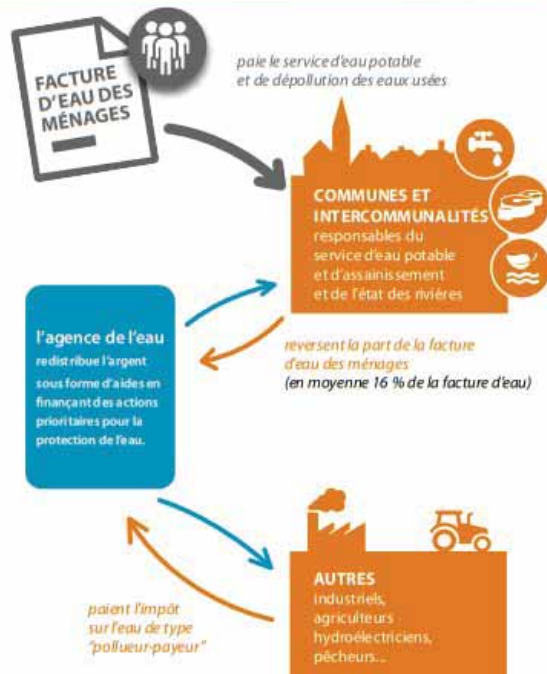 FACTURE
D'EAU DES
MÉNAGES
paie le service d'eau potable
et de dépollution des eaux usées
COMMUNES ET
INTERCOMMUNALITÉS
responsables du
service d'eau potable
et d'assainissement
et de l'état des rivières
l'agence de l'eau
redistribue l'argent
sous forme d'aides en
finançant des actions
prioritaires pour la
protection de l'eau.
reversent la part de la facture
d'eau des ménages
(en moyenne 16 % de la facture d'eau)
paient l'impôt
sur l'eau de type
"pollueur-payeur"
AUTRES
industriels,
agriculteurs
hydroélectriciens,
pêcheurs...